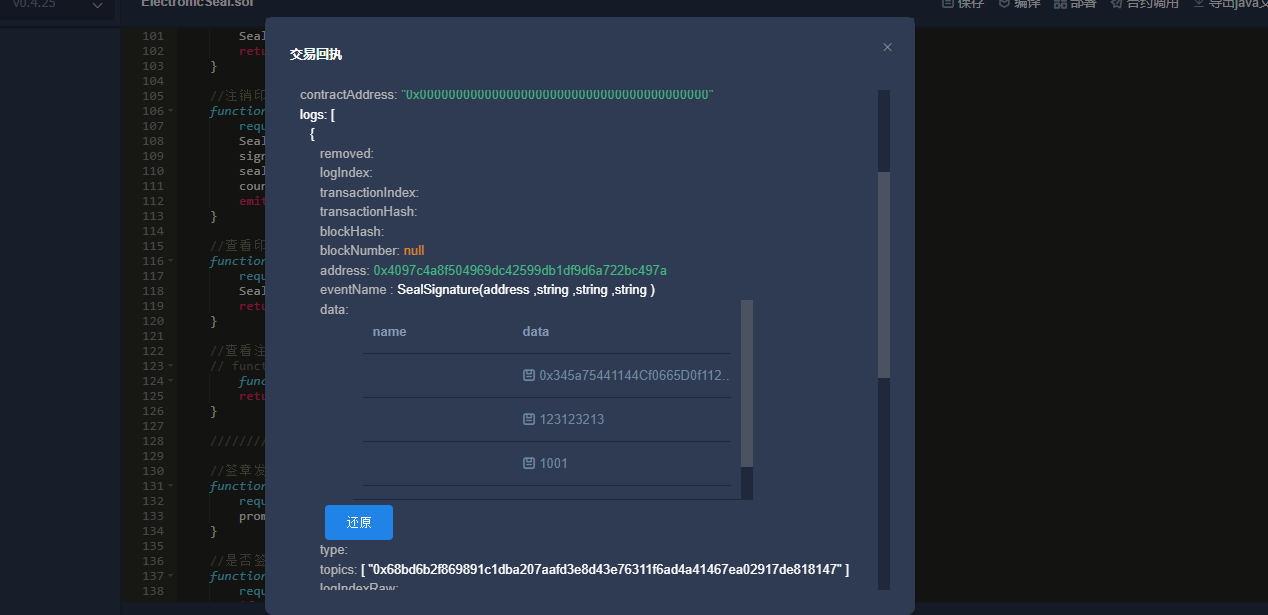 v0.4.25 ElectronicSeal.sol 保存 编译 部署 合约调用 导出java文
交易回执
contractAddress: "0x0000000000000000000000000000000000000000"
logs: [
{
removed:
logIndex:
transactionIndex:
transactionHash:
blockHash:
blockNumber: null
address: 0x4097c4a8f504969dc42599db1df9d6a722bc497a
eventName : SealSignature(address ,string ,string ,string )
data:
name data
0x345a75441144Cf0665D0f112..
123123213
1001
还原
type:
topics: [ "0x68bd6b2f869891c1dba207aafd3e8d43e76311f6ad4a41467ea02917de818147" ]
logIndexRaw:
101 Seal
102 retu
103 }
104
105 //注销印
106 function
107 requ
108 Seal
109 sign
110 seal
111 coun
112 emit
113 }
114
115 //查看印
116 function
117 requ
118 Seal
119 retu
120 }
121
122 //查看注
123 // funct
124 func
125 retu
126 }
127
128 ////////
129
130 //签章发
131 function
132 requ
133 prom
134 }
135
136 //是否签
137 function
138 requ